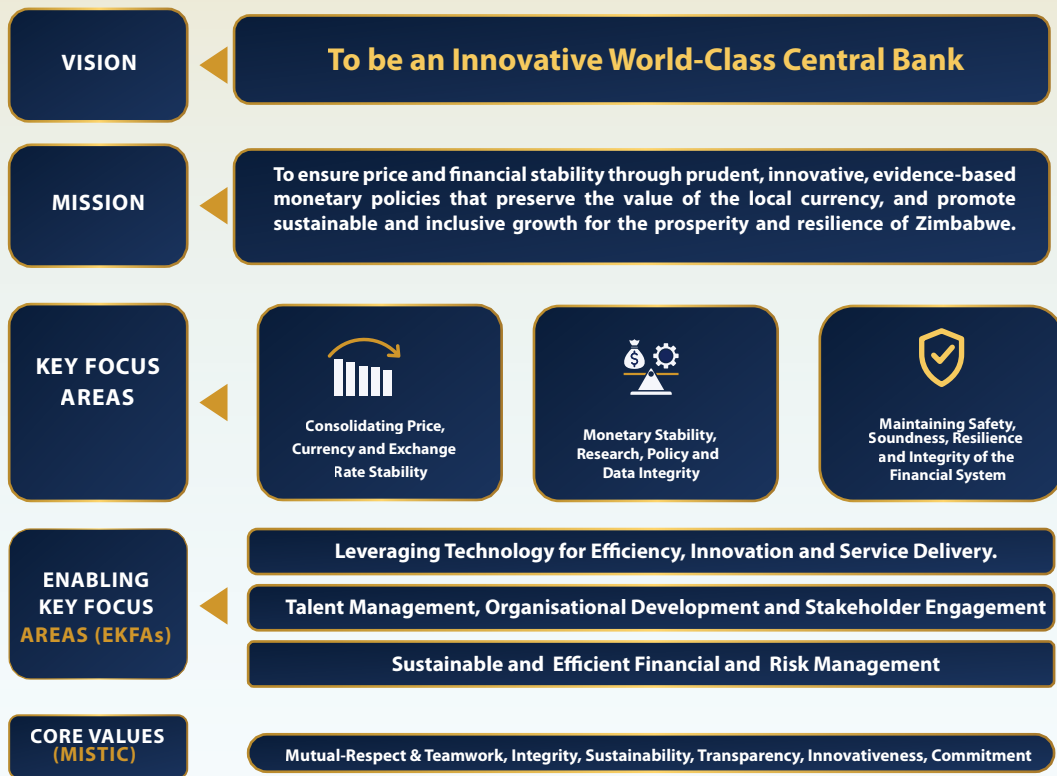 VISION
To be an Innovative World-Class Central Bank
MISSION
To ensure price and financial stability through prudent, innovative, evidence-based
monetary policies that preserve the value of the local currency, and promote
sustainable and inclusive growth for the prosperity and resilience of Zimbabwe.
KEY FOCUS
AREAS
$
Consolidating Price,
Currency and Exchange
Rate Stability
Monetary Stability,
Research, Policy and
Data Integrity
Maintaining Safety,
Soundness, Resilience
and Integrity of the
Financial System
ENABLING
KEY FOCUS
AREAS (EKFAs)
Leveraging Technology for Efficiency, Innovation and Service Delivery.
Talent Management, Organisational Development and Stakeholder Engagement
Sustainable and Efficient Financial and Risk Management
CORE VALUES
(MISTIC)
Mutual-Respect & Teamwork, Integrity, Sustainability, Transparency, Innovativeness, Commitment